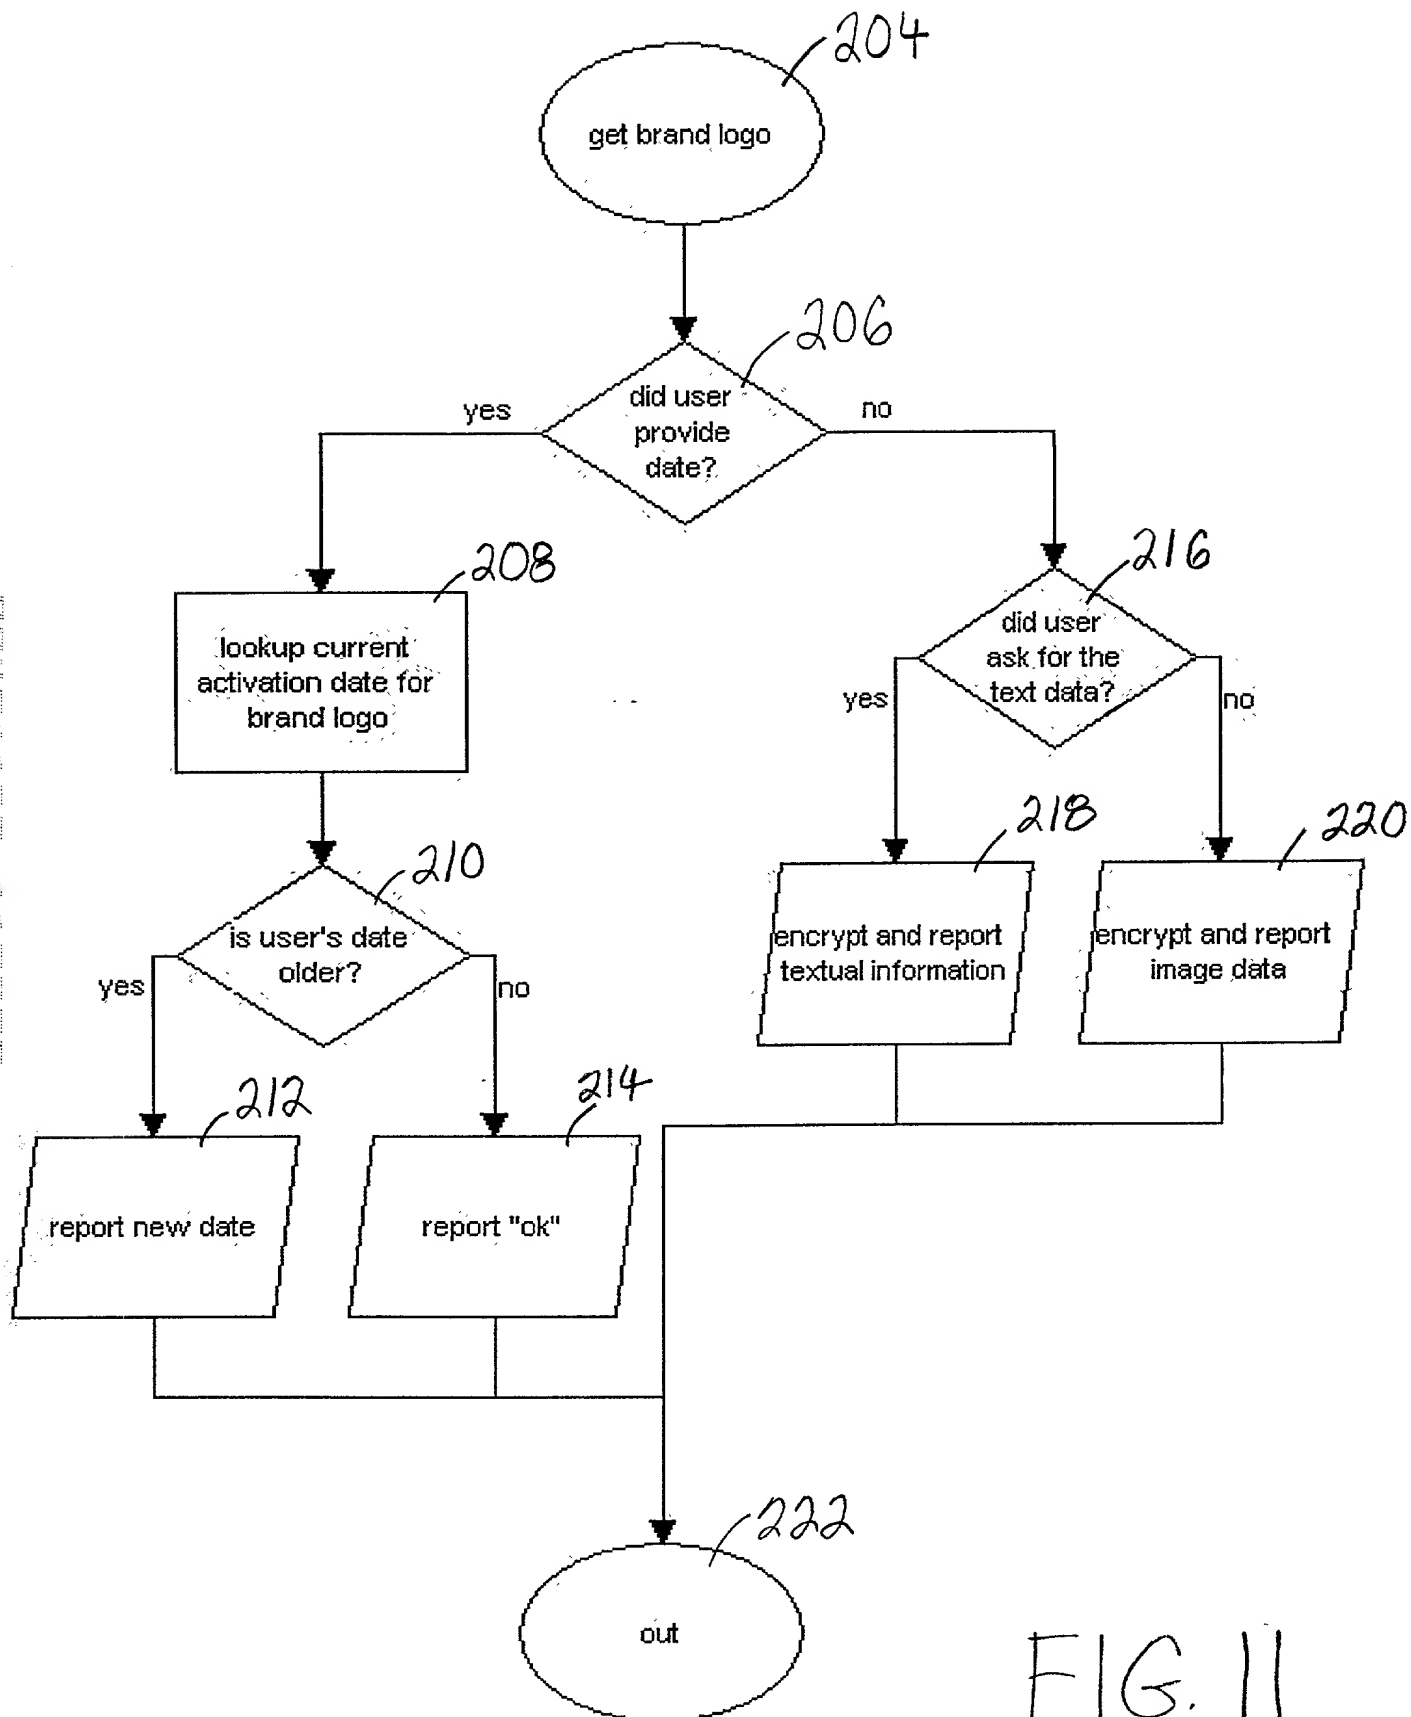 204
get brand logo
206
did user
provide
date?
yes
no
208
lookup current
activation date for
brand logo
216
did user
ask for the
text data?
yes
no
210
is user's date
older?
yes
no
218
encrypt and report
textual information
220
encrypt and report
image data
212
report new date
214
report "ok"
222
out
FIG. 11